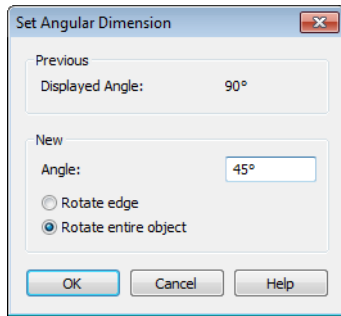 Set Angular Dimension
Previous
Displayed Angle: 90°
New
Angle: 45°
Rotate edge
Rotate entire object
OK Cancel Help